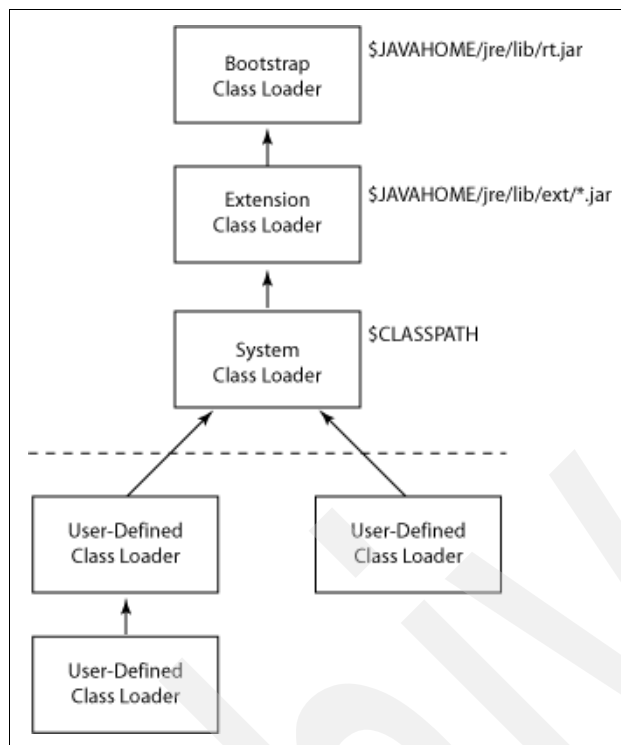 Bootstrap
Class Loader
$JAVAHOME/jre/lib/rt.jar
Extension
Class Loader
$JAVAHOME/jre/lib/ext/*.jar
System
Class Loader
$CLASSPATH
User-Defined
Class Loader
User-Defined
Class Loader
User-Defined
Class Loader